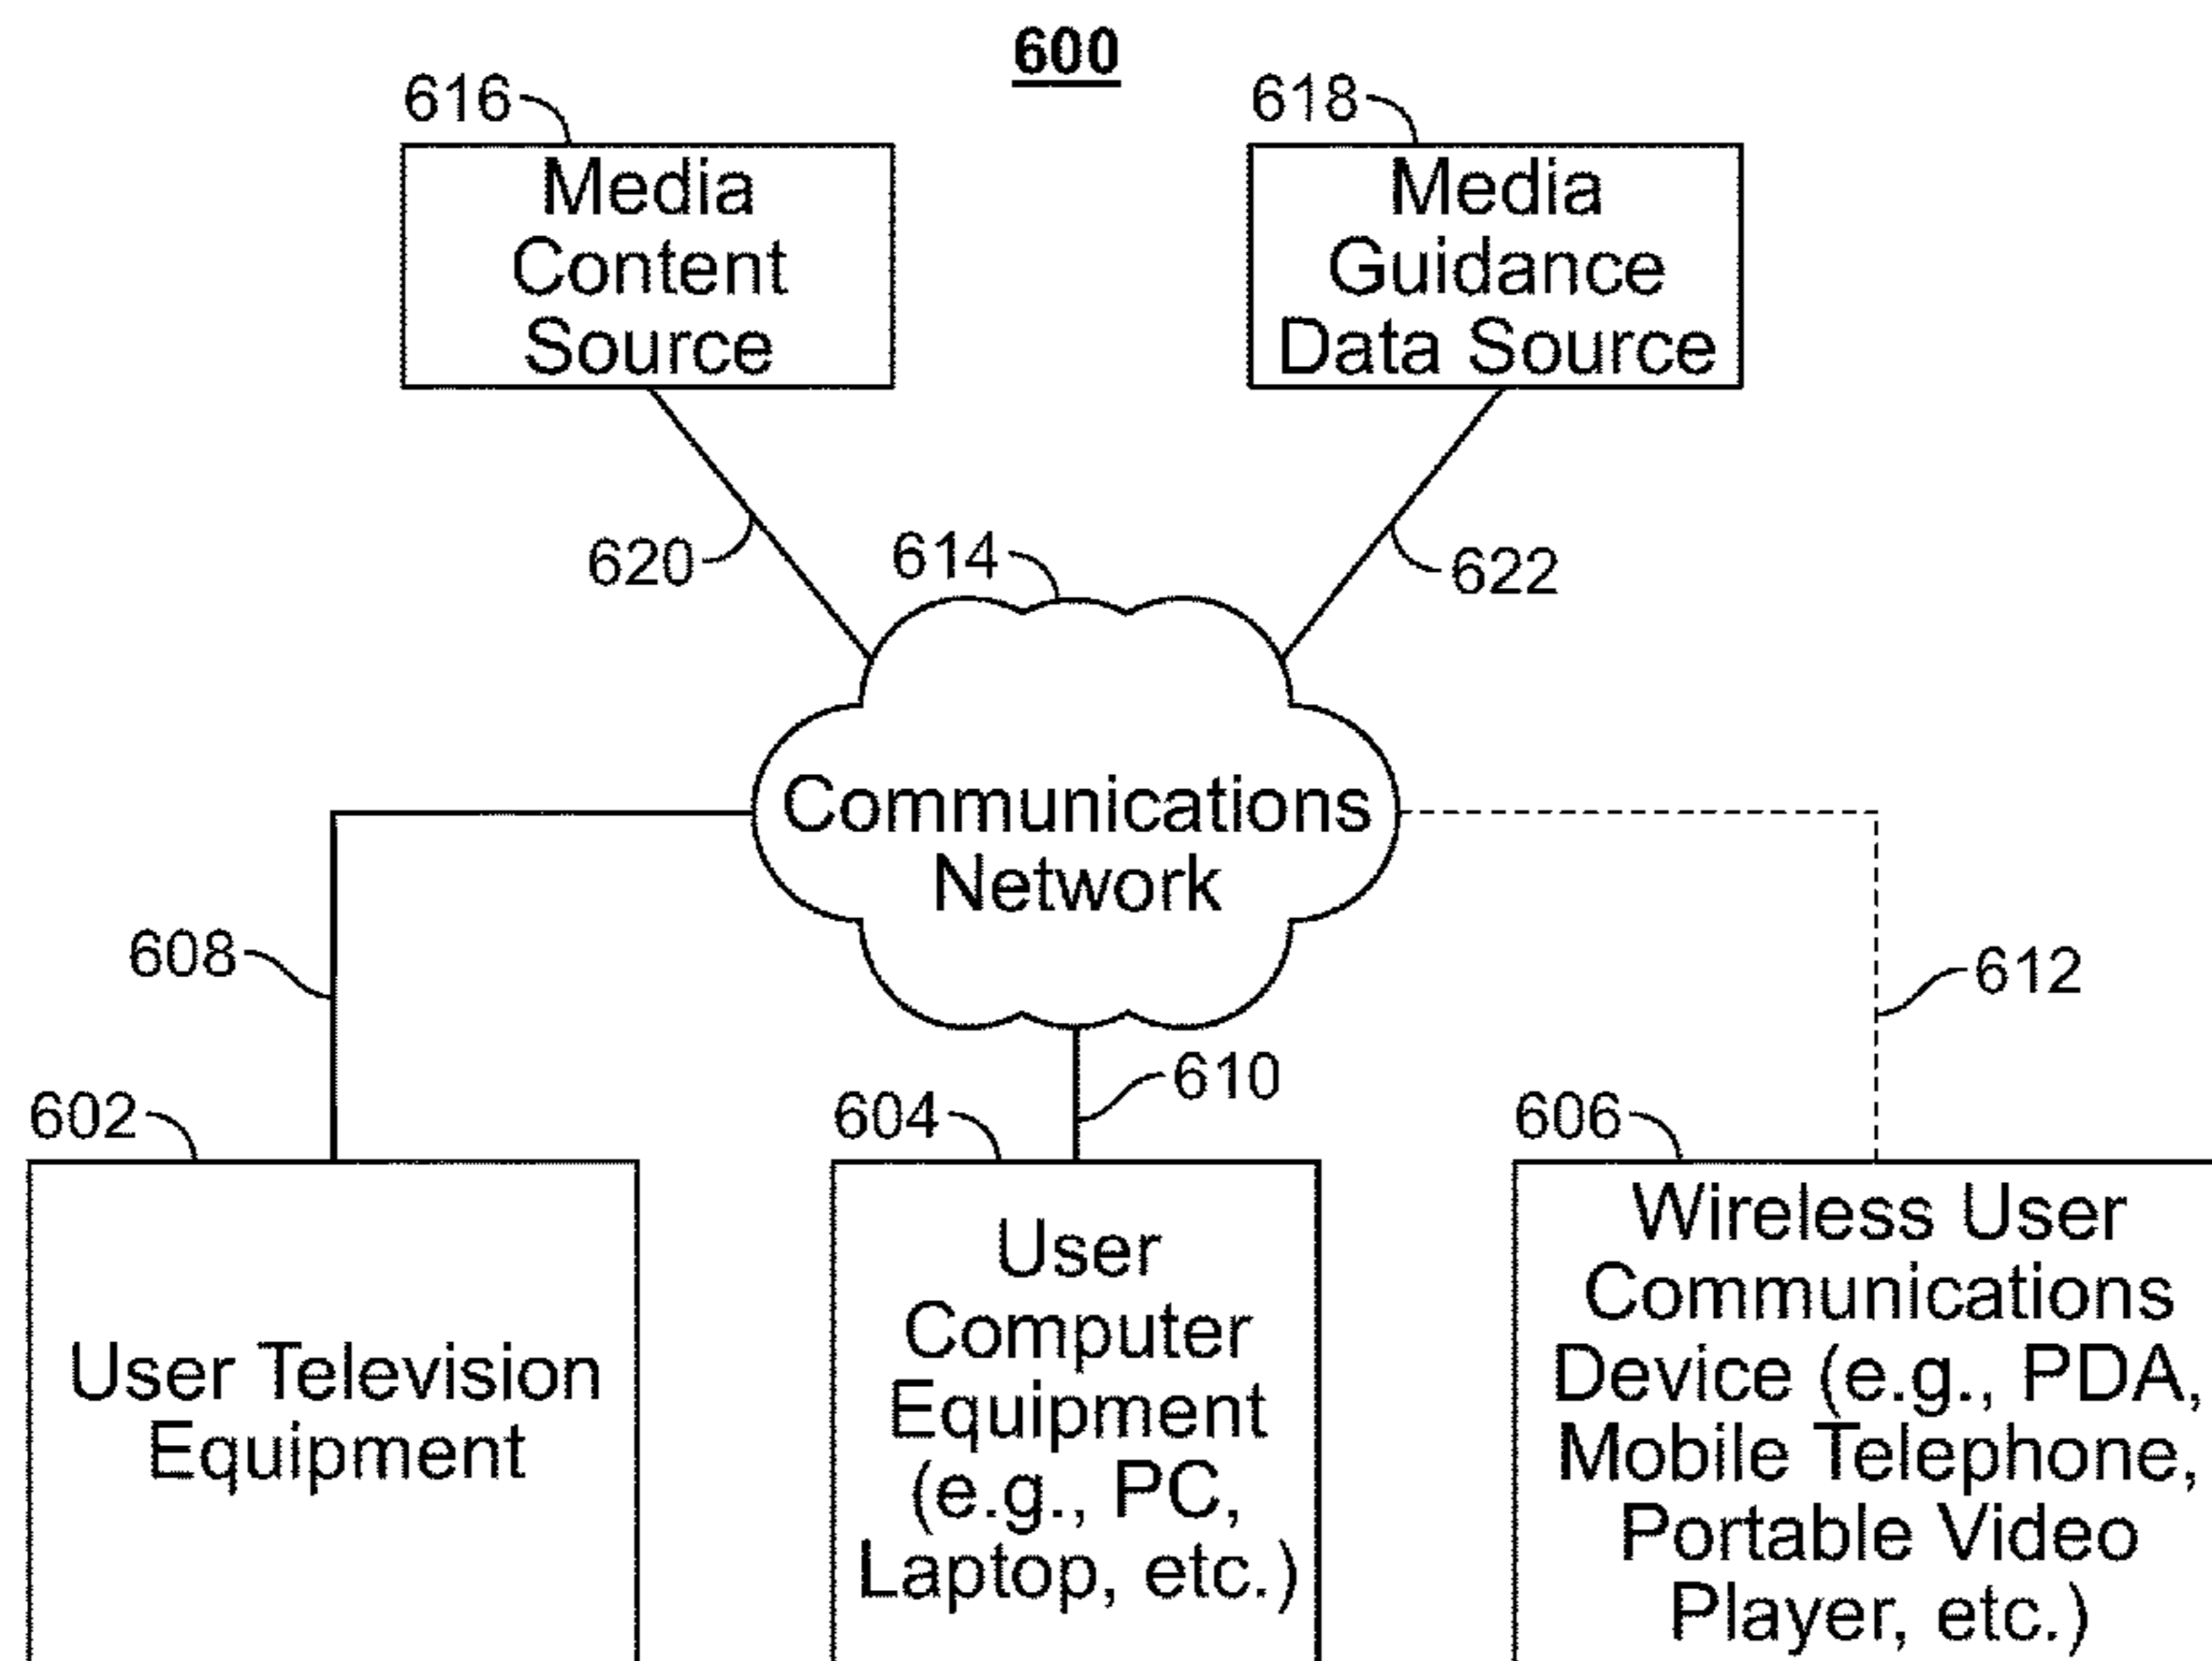 600
616
618
Media
Content
Source
Media
Guidance
Data Source
620
614
622
Communications
Network
608
612
610
602
604
606
User Television
Equipment
User
Computer
Equipment
(e.g., PC,
Laptop, etc.)
Wireless User
Communications
Device (e.g., PDA,
Mobile Telephone,
Portable Video
Player, etc.)